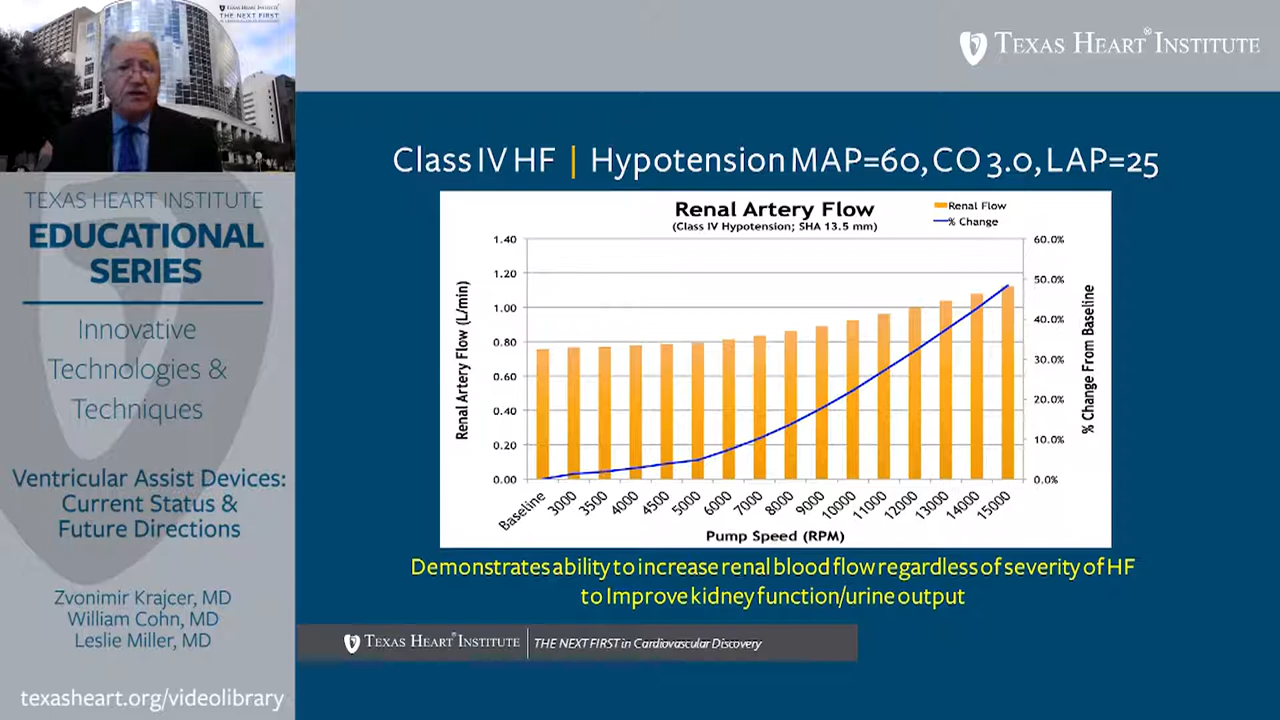 TEXAS HEART INSTITUTE
THE NEXT FIRST
TEXAS HEART® INSTITUTE
TEXAS HEART INSTITUTE
EDUCATIONAL
SERIES
Innovative
Technologies &
Techniques
Ventricular Assist Devices:
Current Status &
Future Directions
Zvonimir Krajcer, MD
William Cohn, MD
Leslie Miller, MD
texasheart.org/videolibrary
Class IV HF | Hypotension MAP=60, CO 3.0, LAP=25
Renal Artery Flow
(Class IV Hypotension; SHA 13.5 mm)
Renal Flow
% Change
Renal Artery Flow (L/min)
1.40
1.20
1.00
0.80
0.60
0.40
0.20
0.00
60.0%
50.0%
40.0%
30.0%
20.0%
10.0%
0.0%
% Change From Baseline
Baseline 3000 3500 4000 4500 5000 6000 7000 8000 9000 10000 11000 12000 13000 14000 15000
Pump Speed (RPM)
Demonstrates ability to increase renal blood flow regardless of severity of HF
to Improve kidney function/urine output
TEXAS HEART INSTITUTE | THE NEXT FIRST in Cardiovascular Discovery